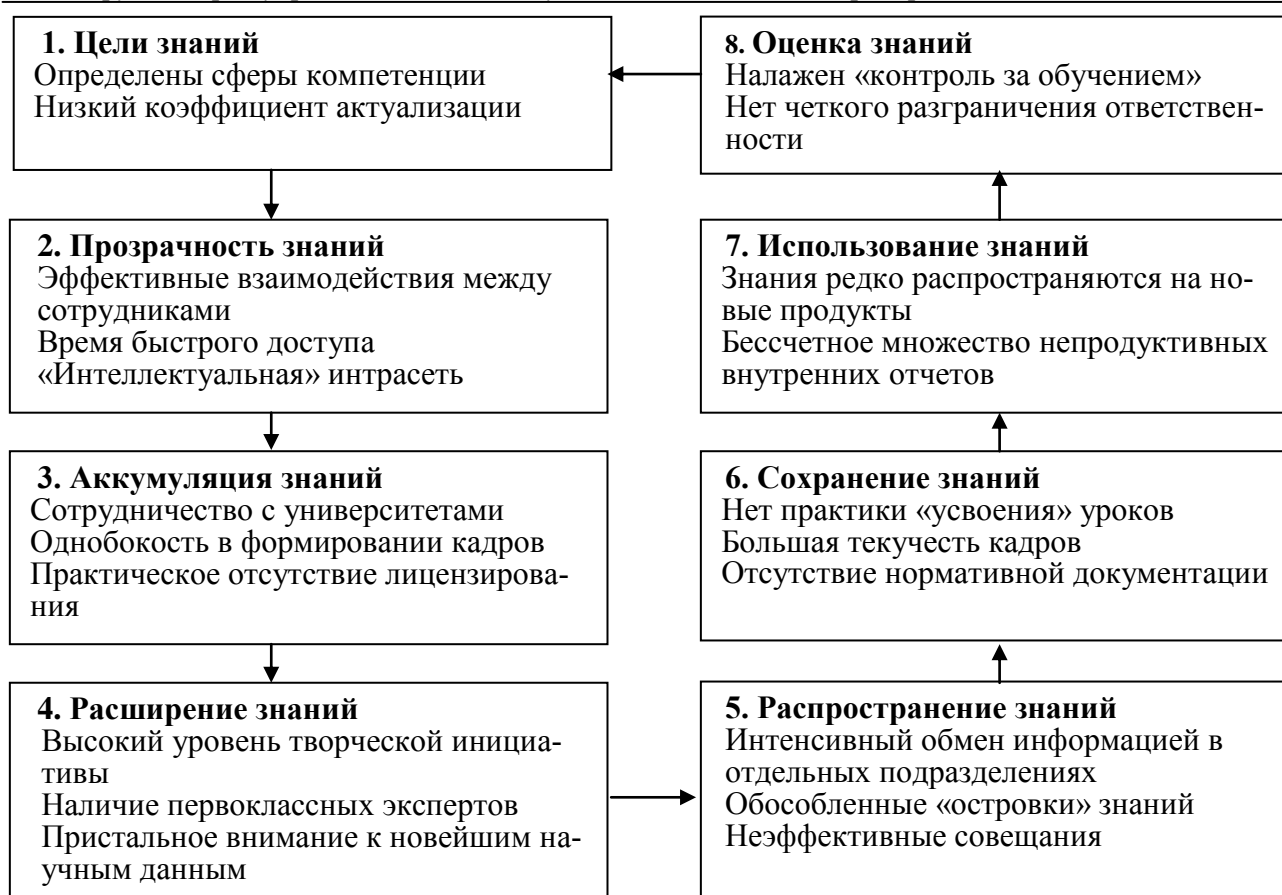 1. Цели знаний
Определены сферы компетенции
Низкий коэффициент актуализации
2. Прозрачность знаний
Эффективные взаимодействия между
сотрудниками
Время быстрого доступа
«Интеллектуальная» интрасеть
3. Аккумуляция знаний
Сотрудничество с университетами
Однобокость в формировании кадров
Практическое отсутствие лицензирова-
ния
4. Расширение знаний
Высокий уровень творческой инициа-
тивы
Наличие первоклассных экспертов
Пристальное внимание к новейшим на-
учным данным
5. Распространение знаний
Интенсивный обмен информацией в
отдельных подразделениях
Обособленные «островки» знаний
Неэффективные совещания
6. Сохранение знаний
Нет практики «усвоения» уроков
Большая текучесть кадров
Отсутствие нормативной документации
7. Использование знаний
Знания редко распространяются на но-
вые продукты
Бессчетное множество непродуктивных
внутренних отчетов
8. Оценка знаний
Налажен «контроль за обучением»
Нет четкого разграничения ответствен-
ности